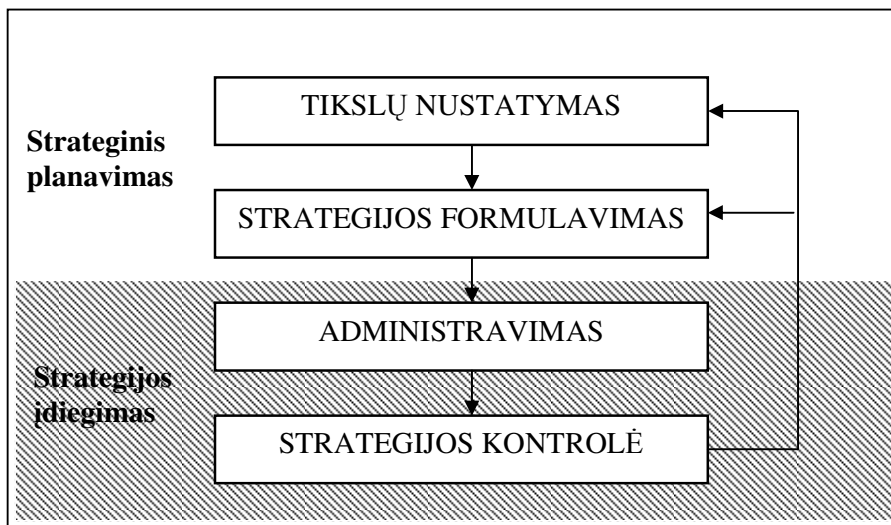 TIKSLŲ NUSTATYMAS
Strateginis
planavimas
STRATEGIJOS FORMULAVIMAS
ADMINISTRAVIMAS
Strategijos
įdiegimas
STRATEGIJOS KONTROLĖ